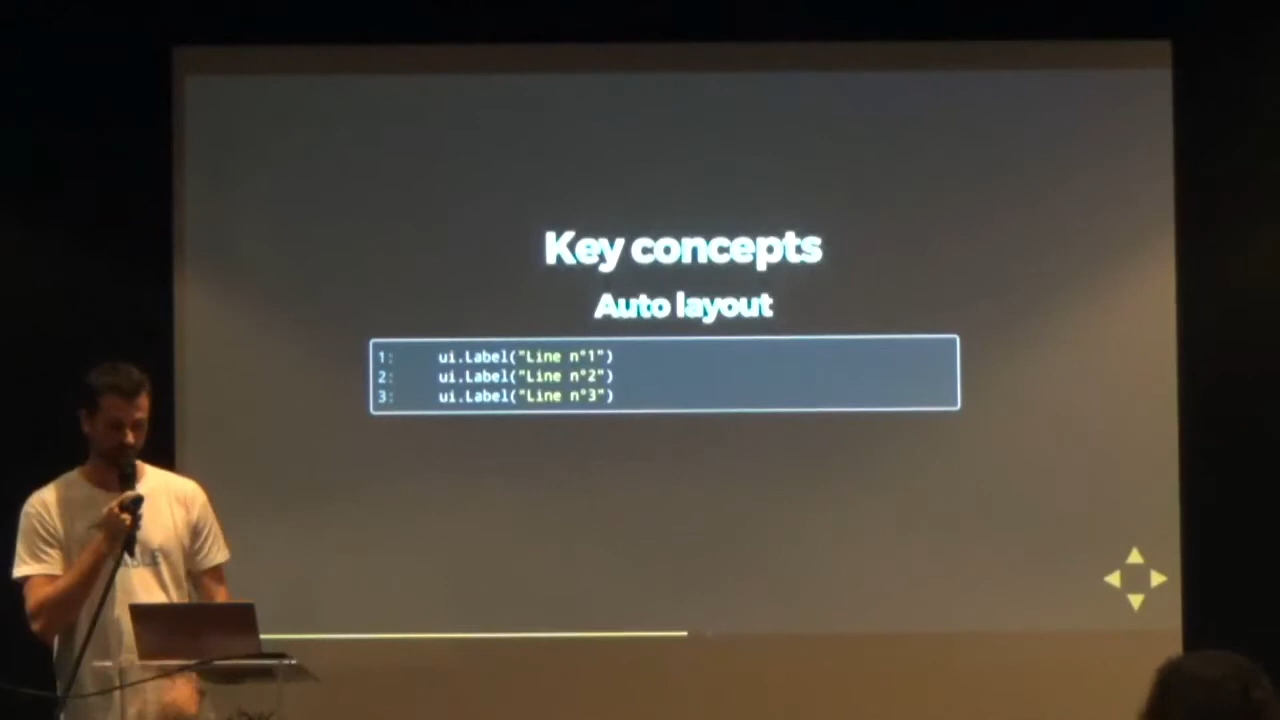 Key concepts
Auto layout
1: ui.Label("Line n°1")
2: ui.Label("Line n°2")
3: ui.Label("Line n°3")